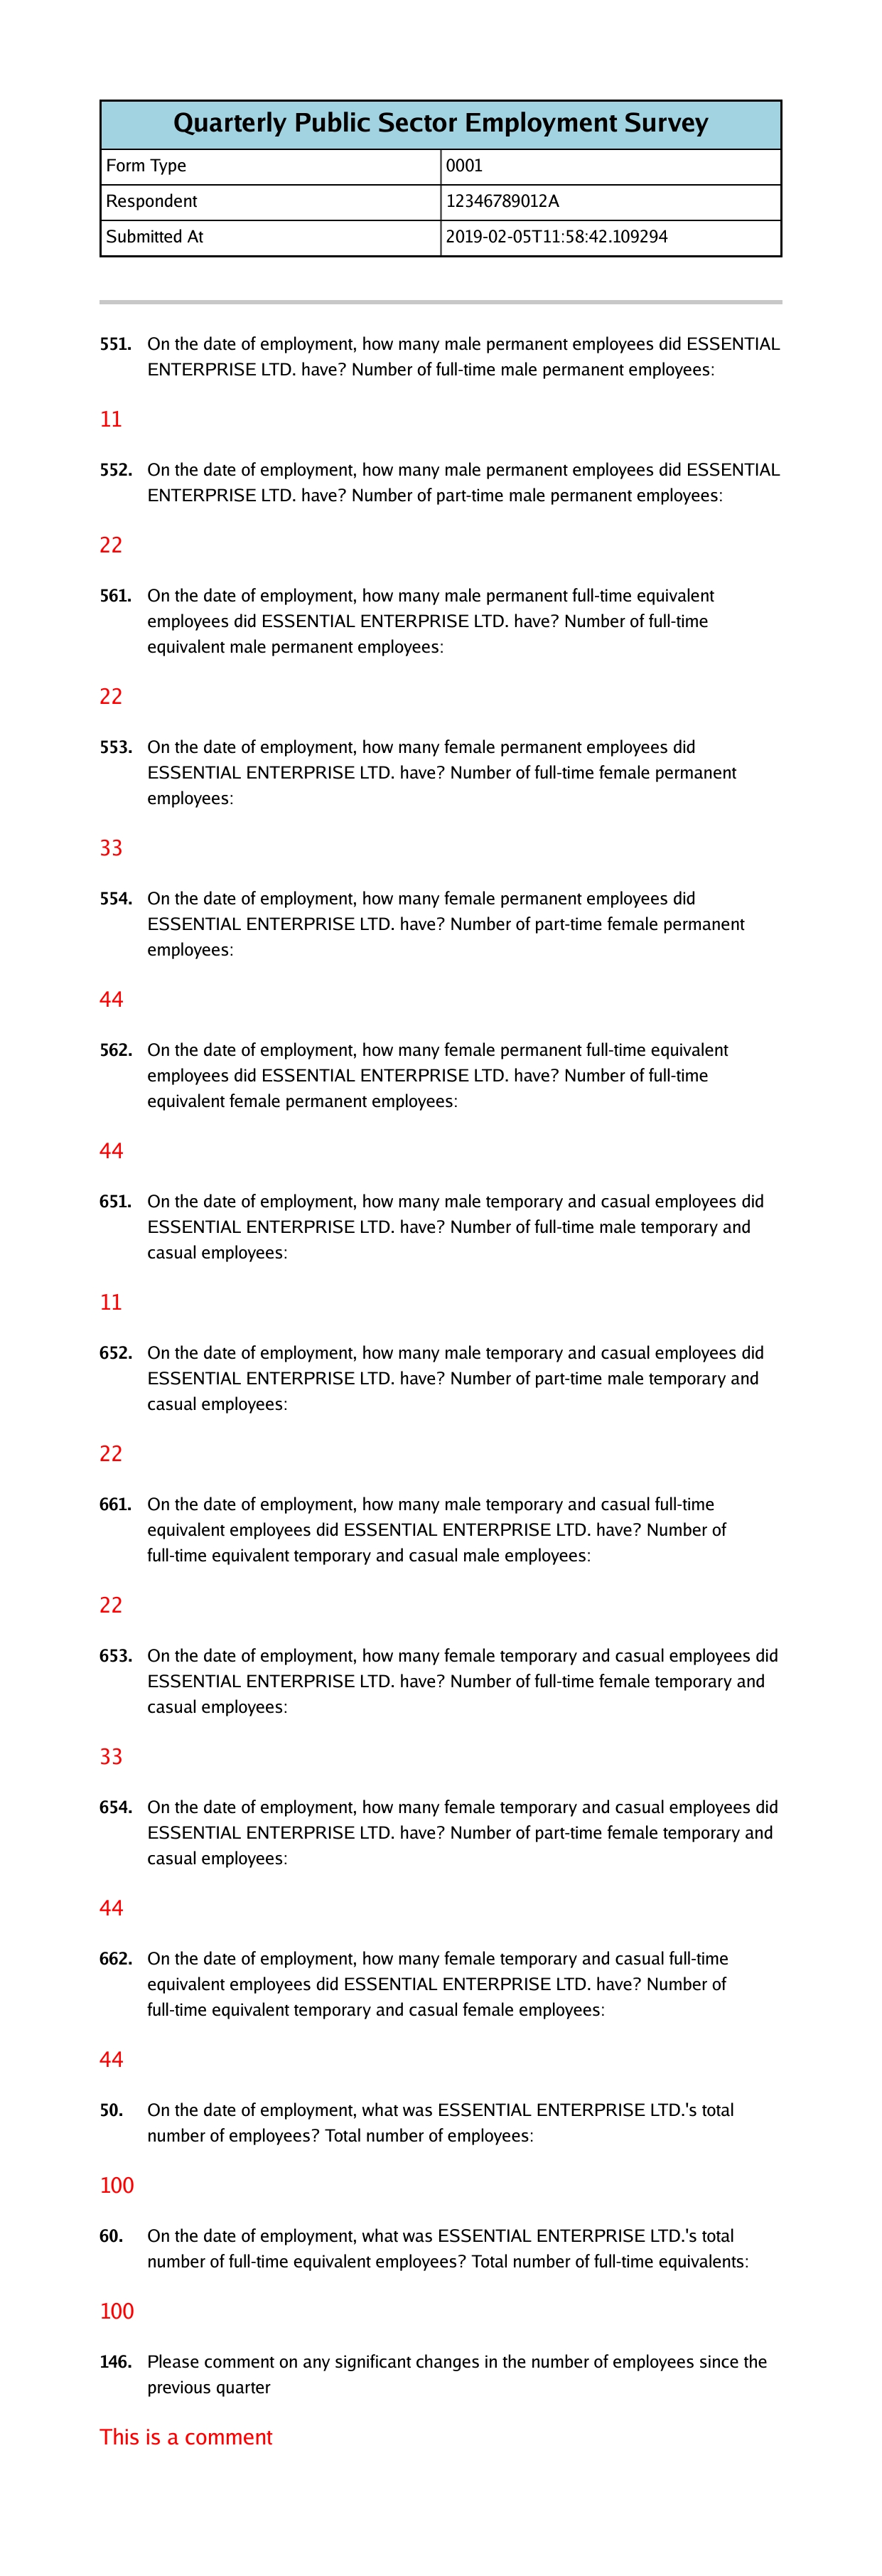 Quarterly Public Sector Employment Survey
Form Type 0001
Respondent 12346789012A
Submitted At 2019-02-05T11:58:42.109294
551. On the date of employment, how many male permanent employees did ESSENTIAL
ENTERPRISE LTD. have? Number of full-time male permanent employees:
11
552. On the date of employment, how many male permanent employees did ESSENTIAL
ENTERPRISE LTD. have? Number of part-time male permanent employees:
22
561. On the date of employment, how many male permanent full-time equivalent
employees did ESSENTIAL ENTERPRISE LTD. have? Number of full-time
equivalent male permanent employees:
22
553. On the date of employment, how many female permanent employees did
ESSENTIAL ENTERPRISE LTD. have? Number of full-time female permanent
employees:
33
554. On the date of employment, how many female permanent employees did
ESSENTIAL ENTERPRISE LTD. have? Number of part-time female permanent
employees:
44
562. On the date of employment, how many female permanent full-time equivalent
employees did ESSENTIAL ENTERPRISE LTD. have? Number of full-time
equivalent female permanent employees:
44
651. On the date of employment, how many male temporary and casual employees did
ESSENTIAL ENTERPRISE LTD. have? Number of full-time male temporary and
casual employees:
11
652. On the date of employment, how many male temporary and casual employees did
ESSENTIAL ENTERPRISE LTD. have? Number of part-time male temporary and
casual employees:
22
661. On the date of employment, how many male temporary and casual full-time
equivalent employees did ESSENTIAL ENTERPRISE LTD. have? Number of
full-time equivalent temporary and casual male employees:
22
653. On the date of employment, how many female temporary and casual employees did
ESSENTIAL ENTERPRISE LTD. have? Number of full-time female temporary and
casual employees:
33
654. On the date of employment, how many female temporary and casual employees did
ESSENTIAL ENTERPRISE LTD. have? Number of part-time female temporary and
casual employees:
44
662. On the date of employment, how many female temporary and casual full-time
equivalent employees did ESSENTIAL ENTERPRISE LTD. have? Number of
full-time equivalent temporary and casual female employees:
44
50. On the date of employment, what was ESSENTIAL ENTERPRISE LTD.'s total
number of employees? Total number of employees:
100
60. On the date of employment, what was ESSENTIAL ENTERPRISE LTD.'s total
number of full-time equivalent employees? Total number of full-time equivalents:
100
146. Please comment on any significant changes in the number of employees since the
previous quarter
This is a comment